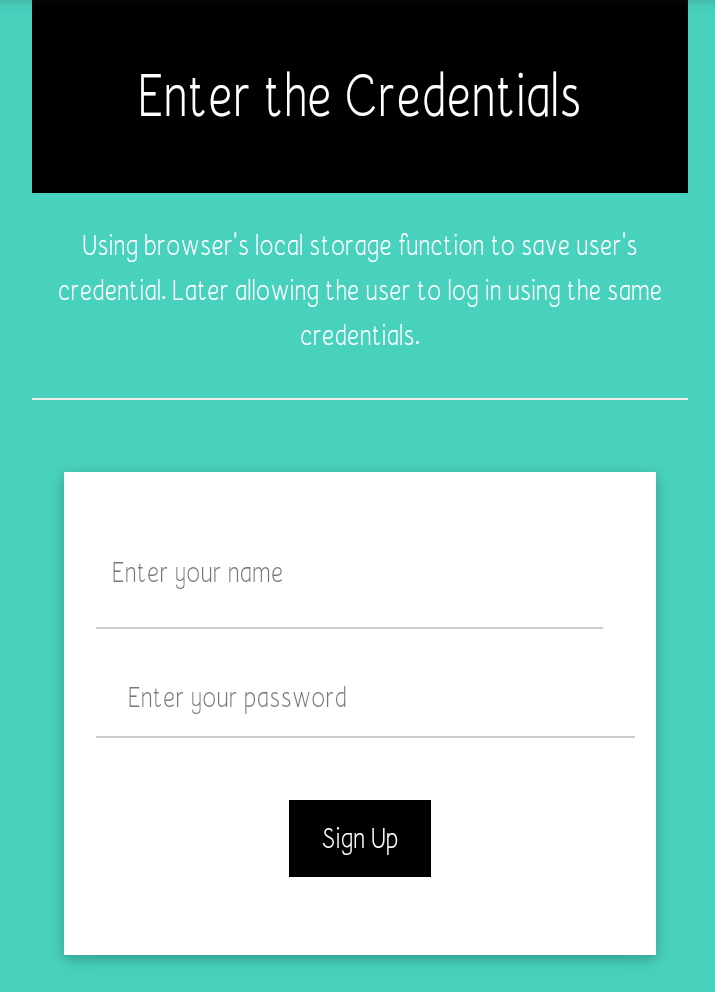 Enter the Credentials
Using browser's local storage function to save user's
credential. Later allowing the user to log in using the same
credentials.
Enter your name
Enter your password
Sign Up